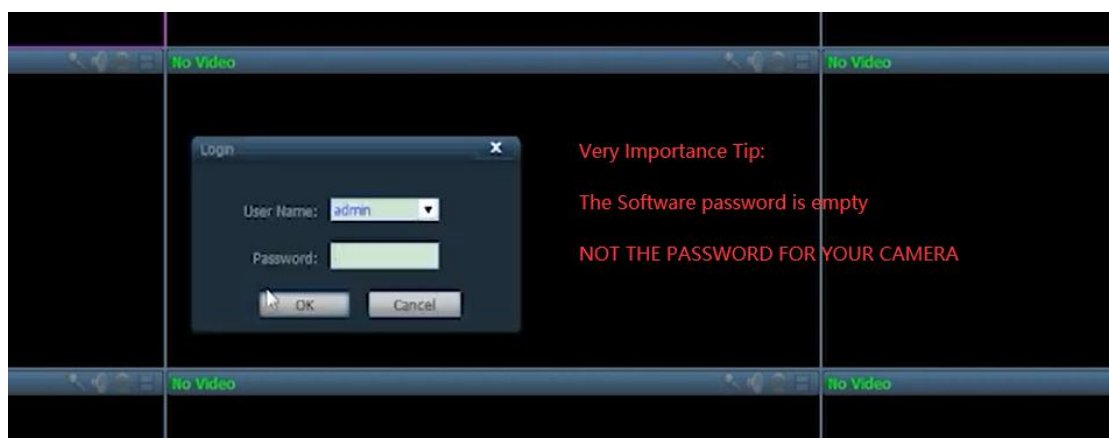 No Video
No Video
Login
X
Very Importance Tip:
User Name: admin
The Software password is empty
Password:
NOT THE PASSWORD FOR YOUR CAMERA
OK
Cancel
No Video
No Video